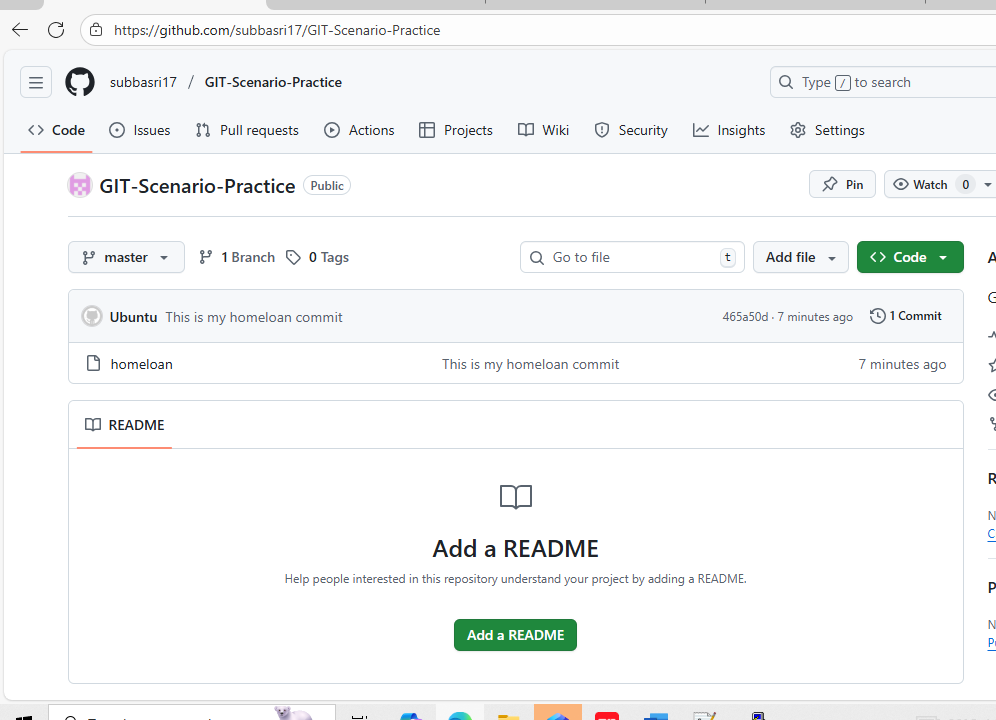 https://github.com/subbasri17/GIT-Scenario-Practice
subbasri17 / GIT-Scenario-Practice
Type / to search
Code Issues Pull requests Actions Projects Wiki Security Insights Settings
GIT-Scenario-Practice Public
Pin Watch 0
master 1 Branch 0 Tags Go to file t Add file Code
Ubuntu This is my homeloan commit 465a50d · 7 minutes ago 1 Commit
homeloan This is my homeloan commit 7 minutes ago
README
Add a README
Help people interested in this repository understand your project by adding a README.
Add a README